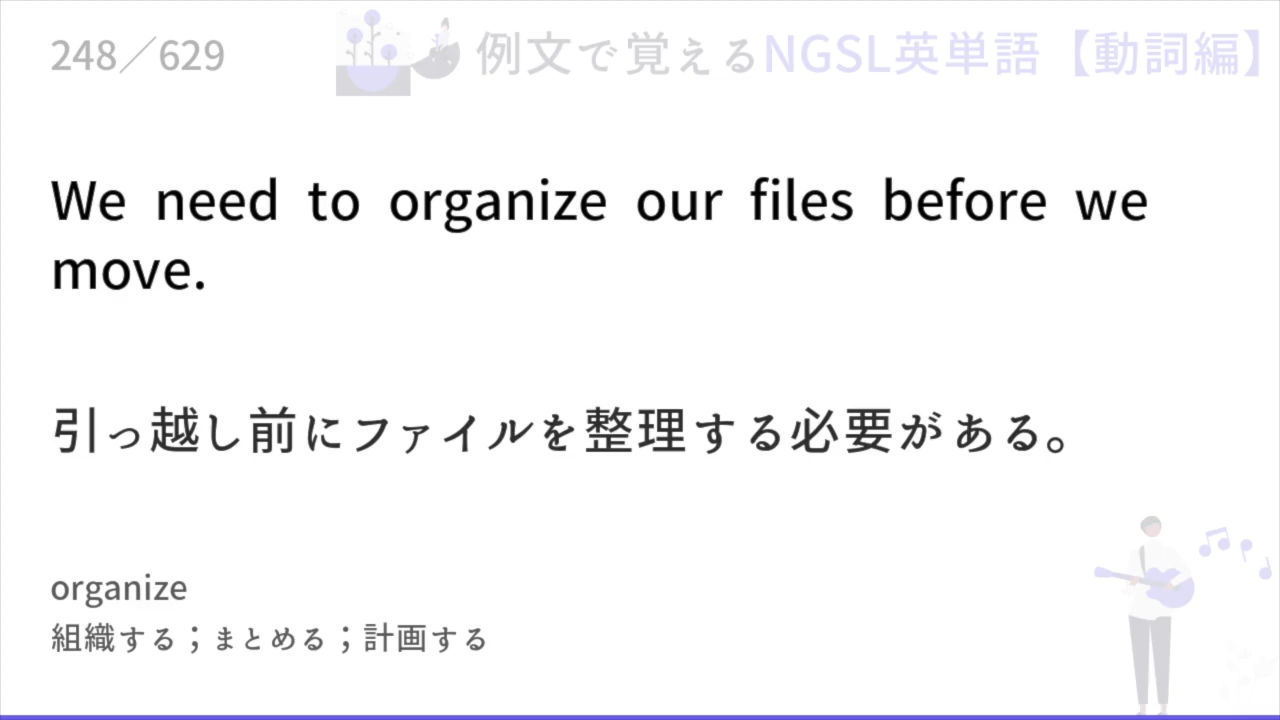 248／629
例文で覚えるNGSL英単語【動詞編】
We need to organize our files before we
move.
引っ越し前にファイルを整理する必要がある。
organize
組織する；まとめる；計画する